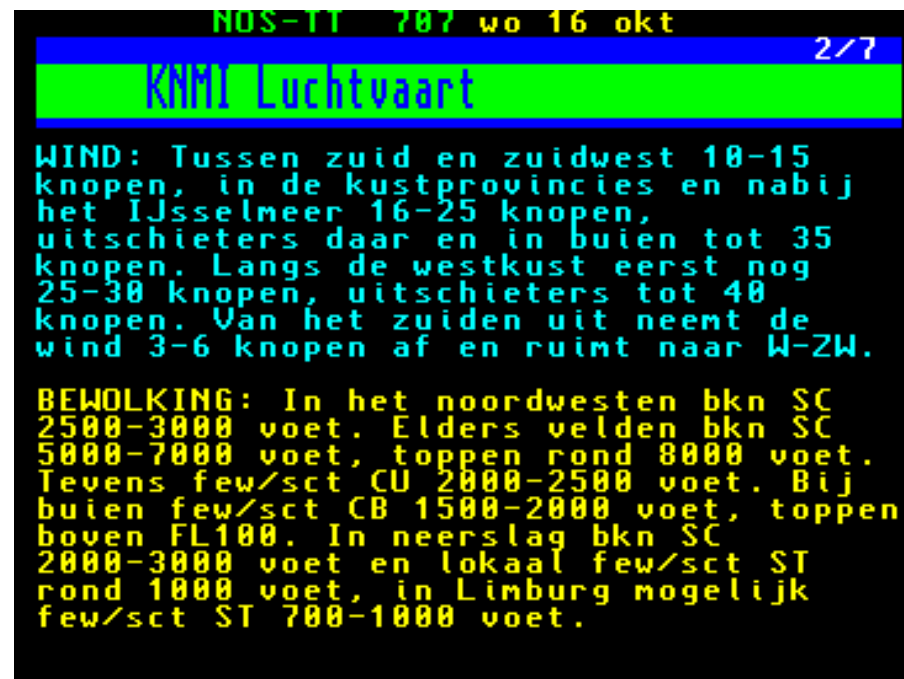 NOS-TT 707 wo 16 okt
2/7
KNMI Luchtvaart
WIND: Tussen zuid en zuidwest 10-15
knopen, in de kustprovincies en nabij
het IJsselmeer 16-25 knopen,
uitschieters daar en in buien tot 35
knopen. Langs de westkust eerst nog
25-30 knopen, uitschieters tot 40
knopen. Van het zuiden uit neemt de
wind 3-6 knopen af en ruimt naar W-ZW.
BEWOLKING: In het noordwesten bkn SC
2500-3000 voet. Elders velden bkn SC
5000-7000 voet, toppen rond 8000 voet.
Tevens few/sct CU 2000-2500 voet. Bij
buien few/sct CB 1500-2000 voet, toppen
boven FL100. In neerslag bkn SC
2000-3000 voet en lokaal few/sct ST
rond 1000 voet, in Limburg mogelijk
few/sct ST 700-1000 voet.